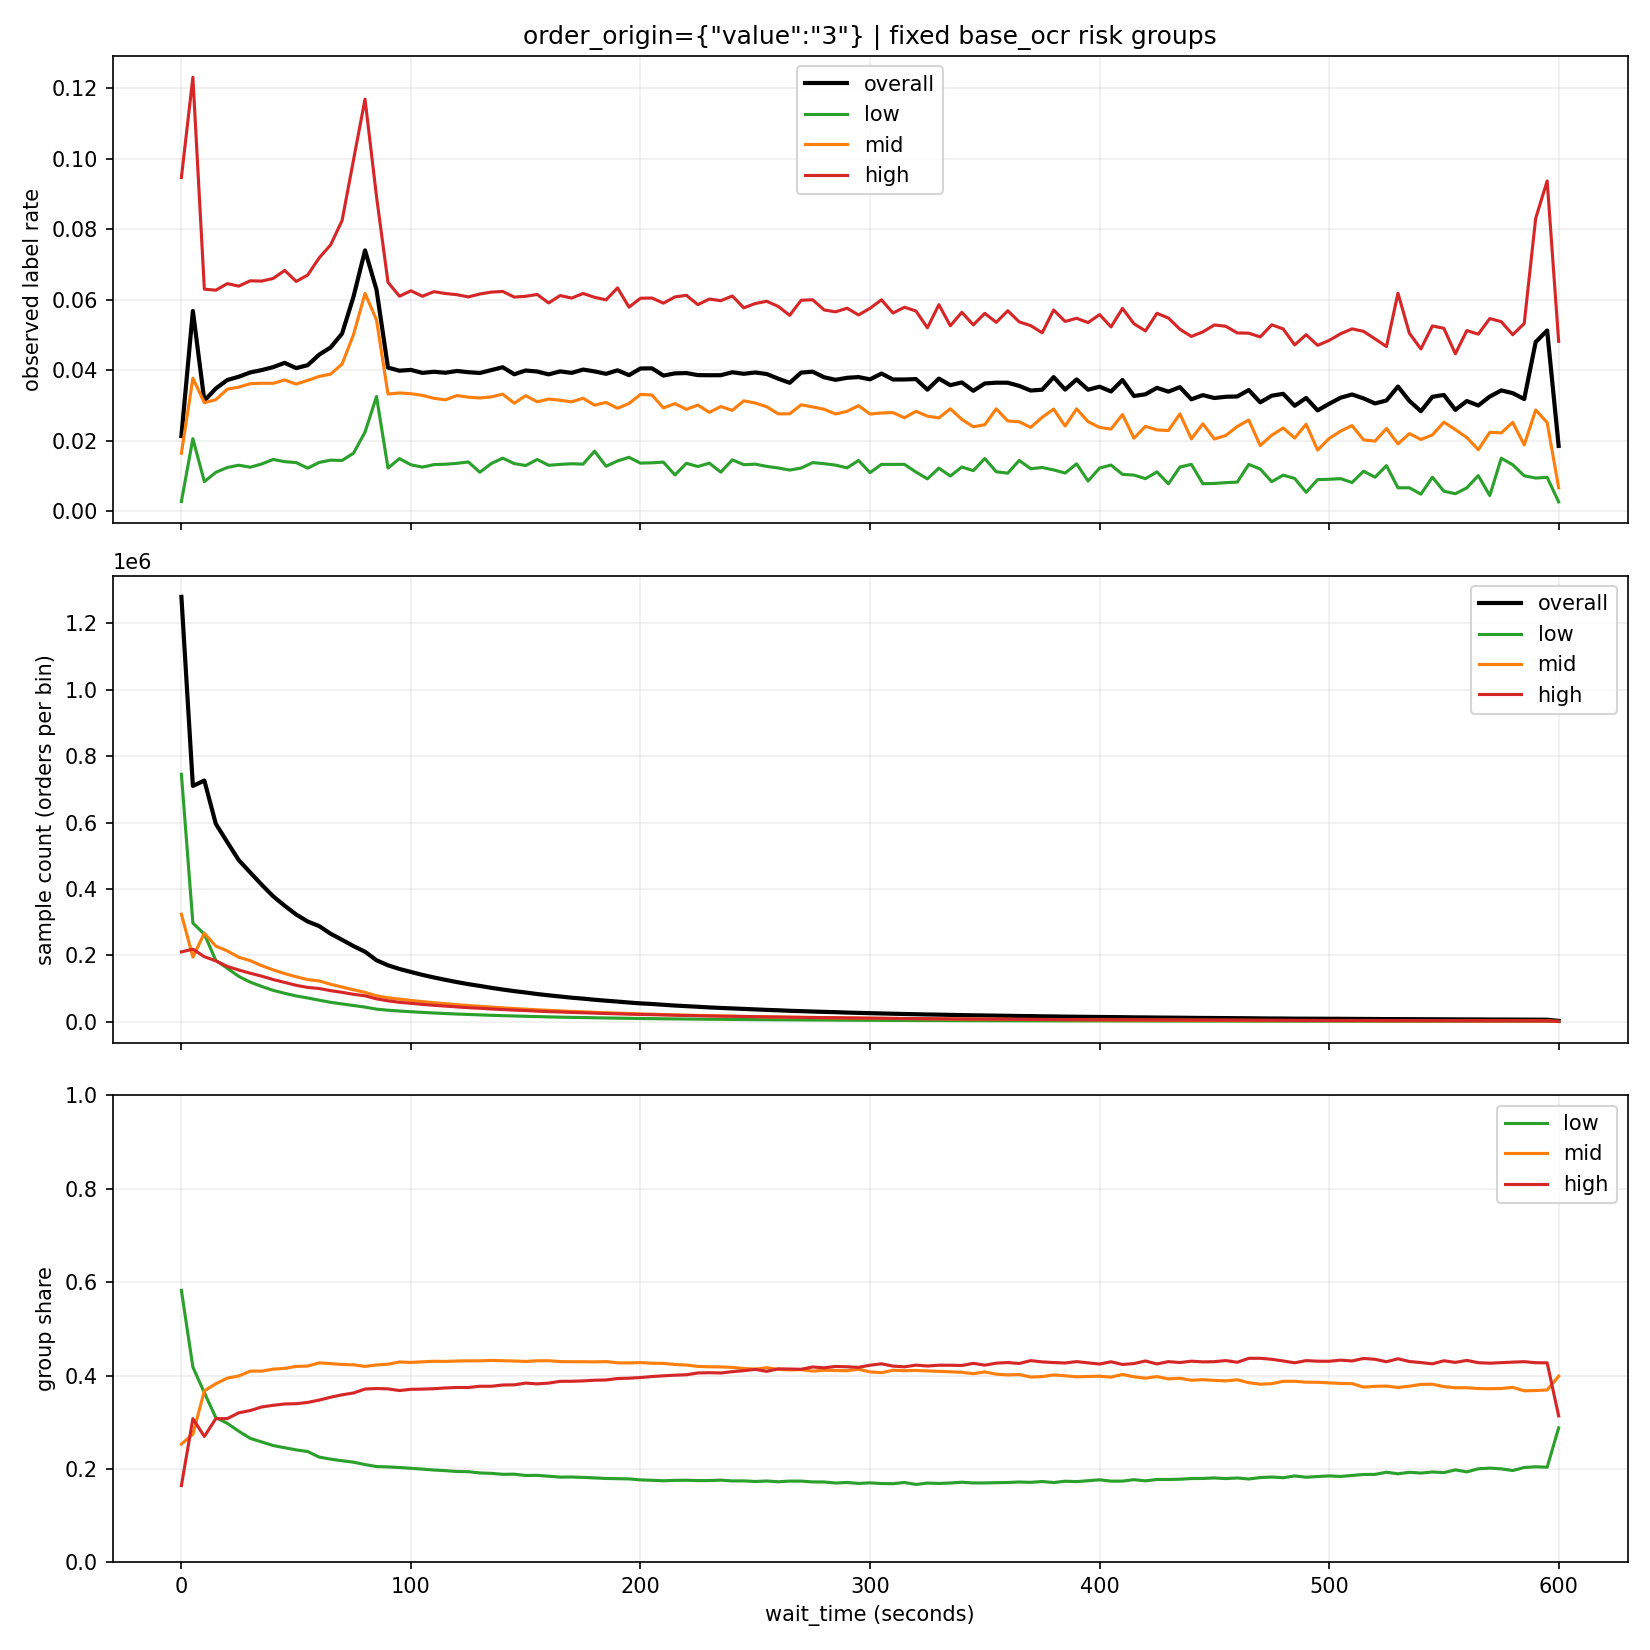 order_origin={"value":"3"} | fixed base_ocr risk groups
observed label rate
0.12
0.10
0.08
0.06
0.04
0.02
0.00
overall
low
mid
high
1e6
sample count (orders per bin)
1.2
1.0
0.8
0.6
0.4
0.2
0.0
overall
low
mid
high
group share
1.0
0.8
0.6
0.4
0.2
0.0
low
mid
high
0 100 200 300 400 500 600
wait_time (seconds)